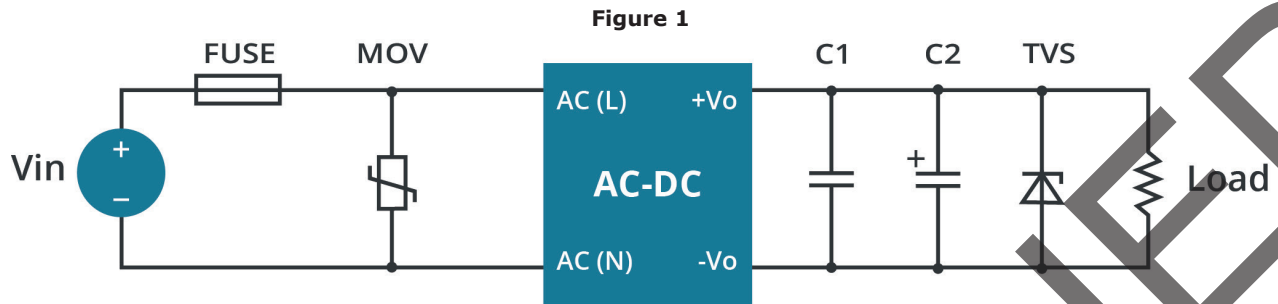 Figure 1
FUSE MOV C1 C2 TVS
AC (L) +Vo
Vin + − AC-DC + Load
AC (N) -Vo